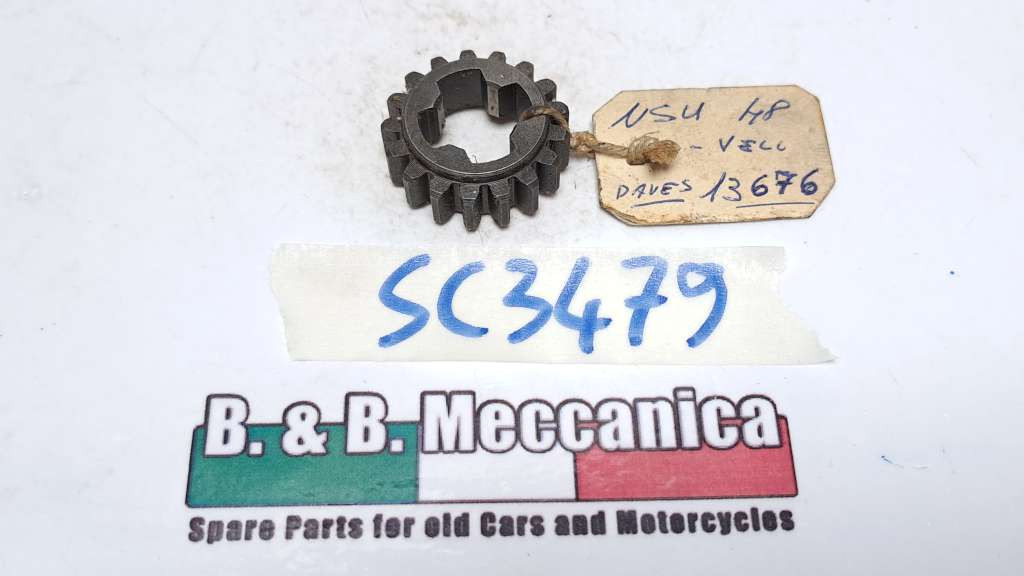 NSU 48
- VELL
DAVES 13676
SC3479
B. & B. Meccanica
Spare Parts for old Cars and Motorcycles